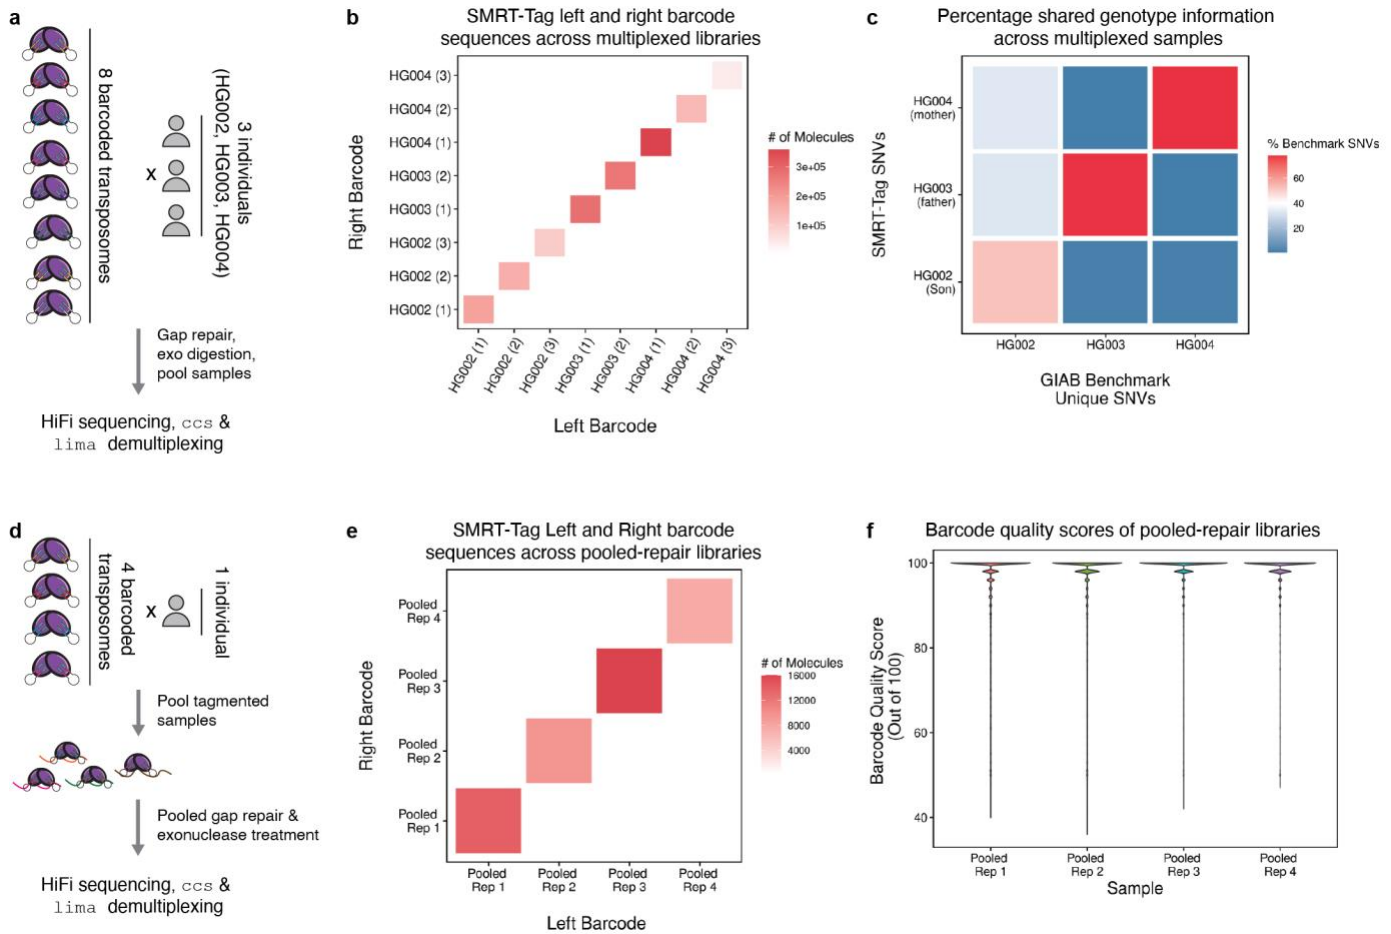 a
8 barcoded transposomes
x
3 individuals
(HG002, HG003, HG004)
Gap repair,
exo digestion,
pool samples
HiFi sequencing, ccs &
lima demultiplexing
b
SMRT-Tag left and right barcode
sequences across multiplexed libraries
Right Barcode
HG004 (3)
HG004 (2)
HG004 (1)
HG003 (2)
HG003 (1)
HG002 (3)
HG002 (2)
HG002 (1)
HG002 (1)
HG002 (2)
HG002 (3)
HG003 (1)
HG003 (2)
HG004 (1)
HG004 (2)
HG004 (3)
Left Barcode
# of Molecules
3e+05
2e+05
1e+05
c
Percentage shared genotype information
across multiplexed samples
SMRT-Tag SNVs
HG004
(mother)
HG003
(father)
HG002
(Son)
HG002
HG003
HG004
GIAB Benchmark
Unique SNVs
% Benchmark SNVs
60
40
20
d
4 barcoded
transposomes
x
1 individual
Pool tagmented
samples
Pooled gap repair &
exonuclease treatment
HiFi sequencing, ccs &
lima demultiplexing
e
SMRT-Tag Left and Right barcode
sequences across pooled-repair libraries
Right Barcode
Pooled
Rep 4
Pooled
Rep 3
Pooled
Rep 2
Pooled
Rep 1
Pooled
Rep 1
Pooled
Rep 2
Pooled
Rep 3
Pooled
Rep 4
Left Barcode
# of Molecules
16000
12000
8000
4000
f
Barcode quality scores of pooled-repair libraries
Barcode Quality Score
(Out of 100)
100
80
60
40
Pooled
Rep 1
Pooled
Rep 2
Pooled
Rep 3
Pooled
Rep 4
Sample